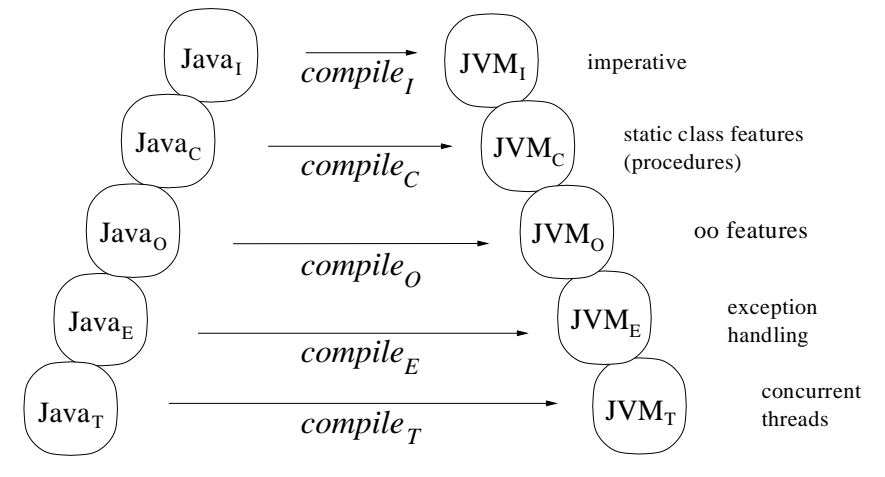 Java_I compile_I JVM_I imperative
Java_C compile_C JVM_C static class features
(procedures)
Java_O compile_O JVM_O oo features
Java_E compile_E JVM_E exception
handling
Java_T compile_T JVM_T concurrent
threads